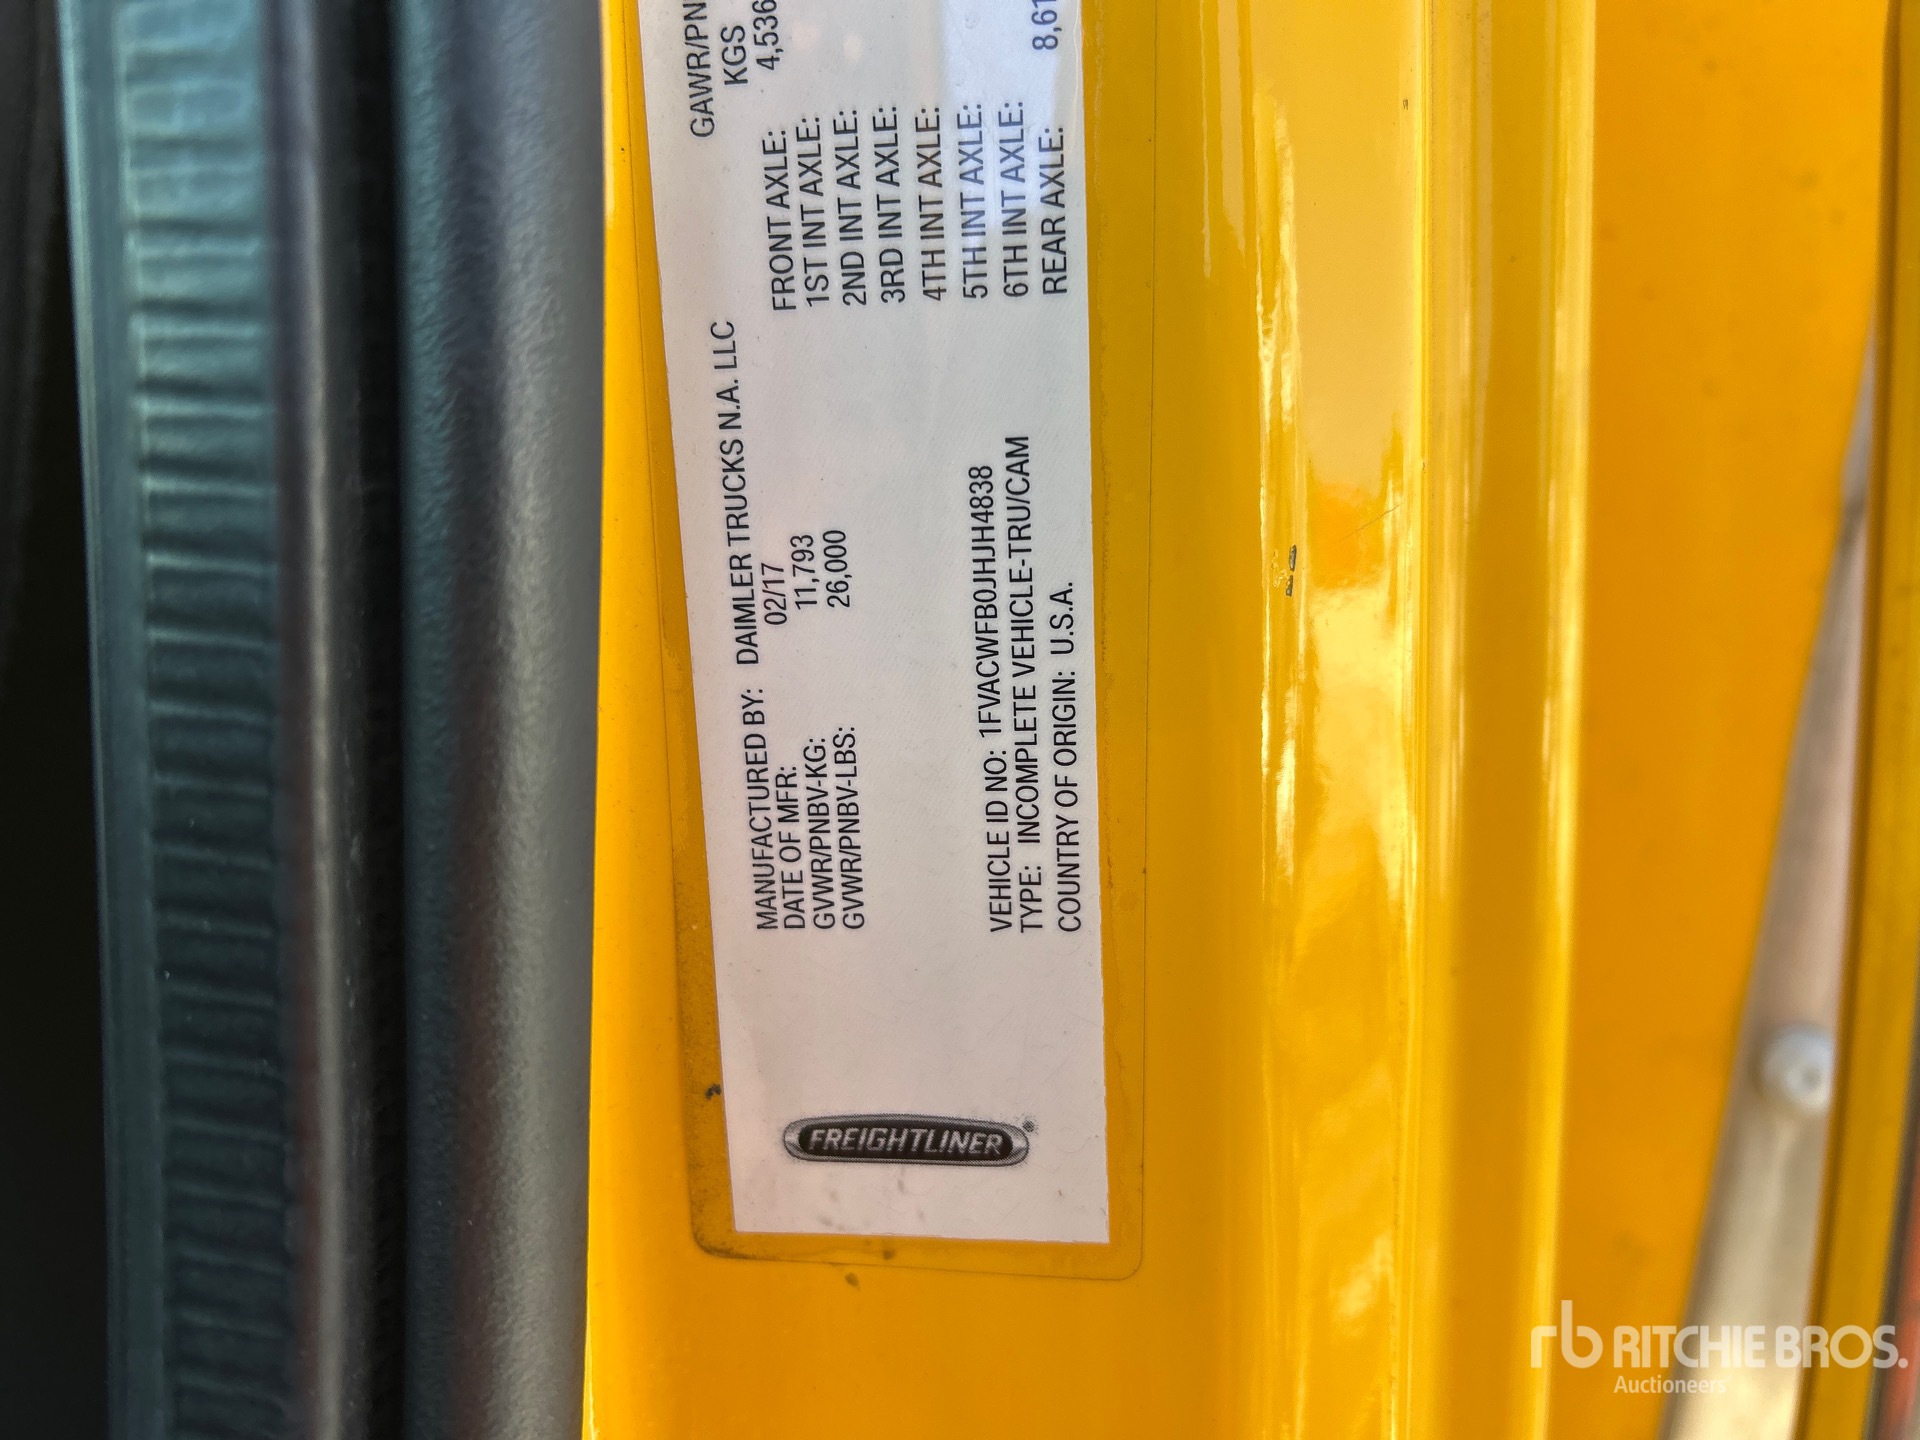 MANUFACTURED BY: DAIMLER TRUCKS N.A. LLC
DATE OF MFR: 02/17
GVWR/PNBV-KG: 11,793
GVWR/PNBV-LBS: 26,000
VEHICLE ID NO: 1FVACWFB0JHJH4838
TYPE: INCOMPLETE VEHICLE-TRU/CAM
COUNTRY OF ORIGIN: U.S.A.
GAWR/PN
KGS
FRONT AXLE: 4,536
1ST INT AXLE:
2ND INT AXLE:
3RD INT AXLE:
4TH INT AXLE:
5TH INT AXLE:
6TH INT AXLE:
REAR AXLE: 8,61
FREIGHTLINER®
rb RITCHIE BROS.
Auctioneers